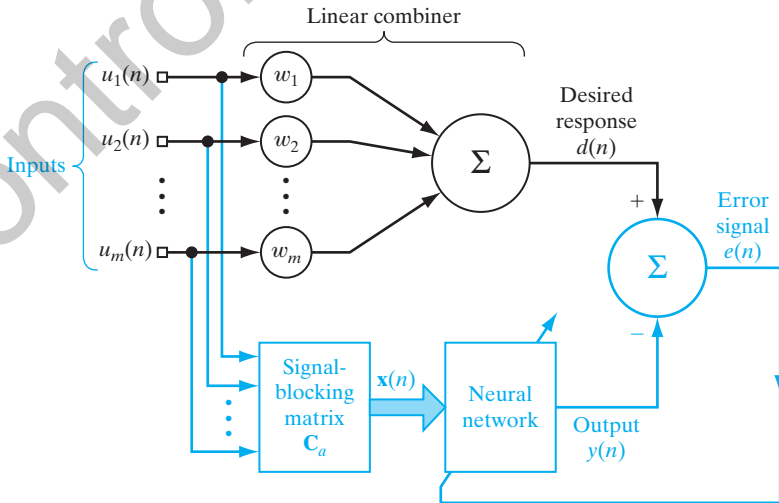 Linear combiner
u₁(n)
w₁
u₂(n)
w₂
Inputs
uₘ(n)
wₘ
Σ
Desired
response
d(n)
+
Error
signal
e(n)
Σ
−
Signal-
blocking
matrix
Cₐ
x(n)
Neural
network
Output
y(n)
ontrol